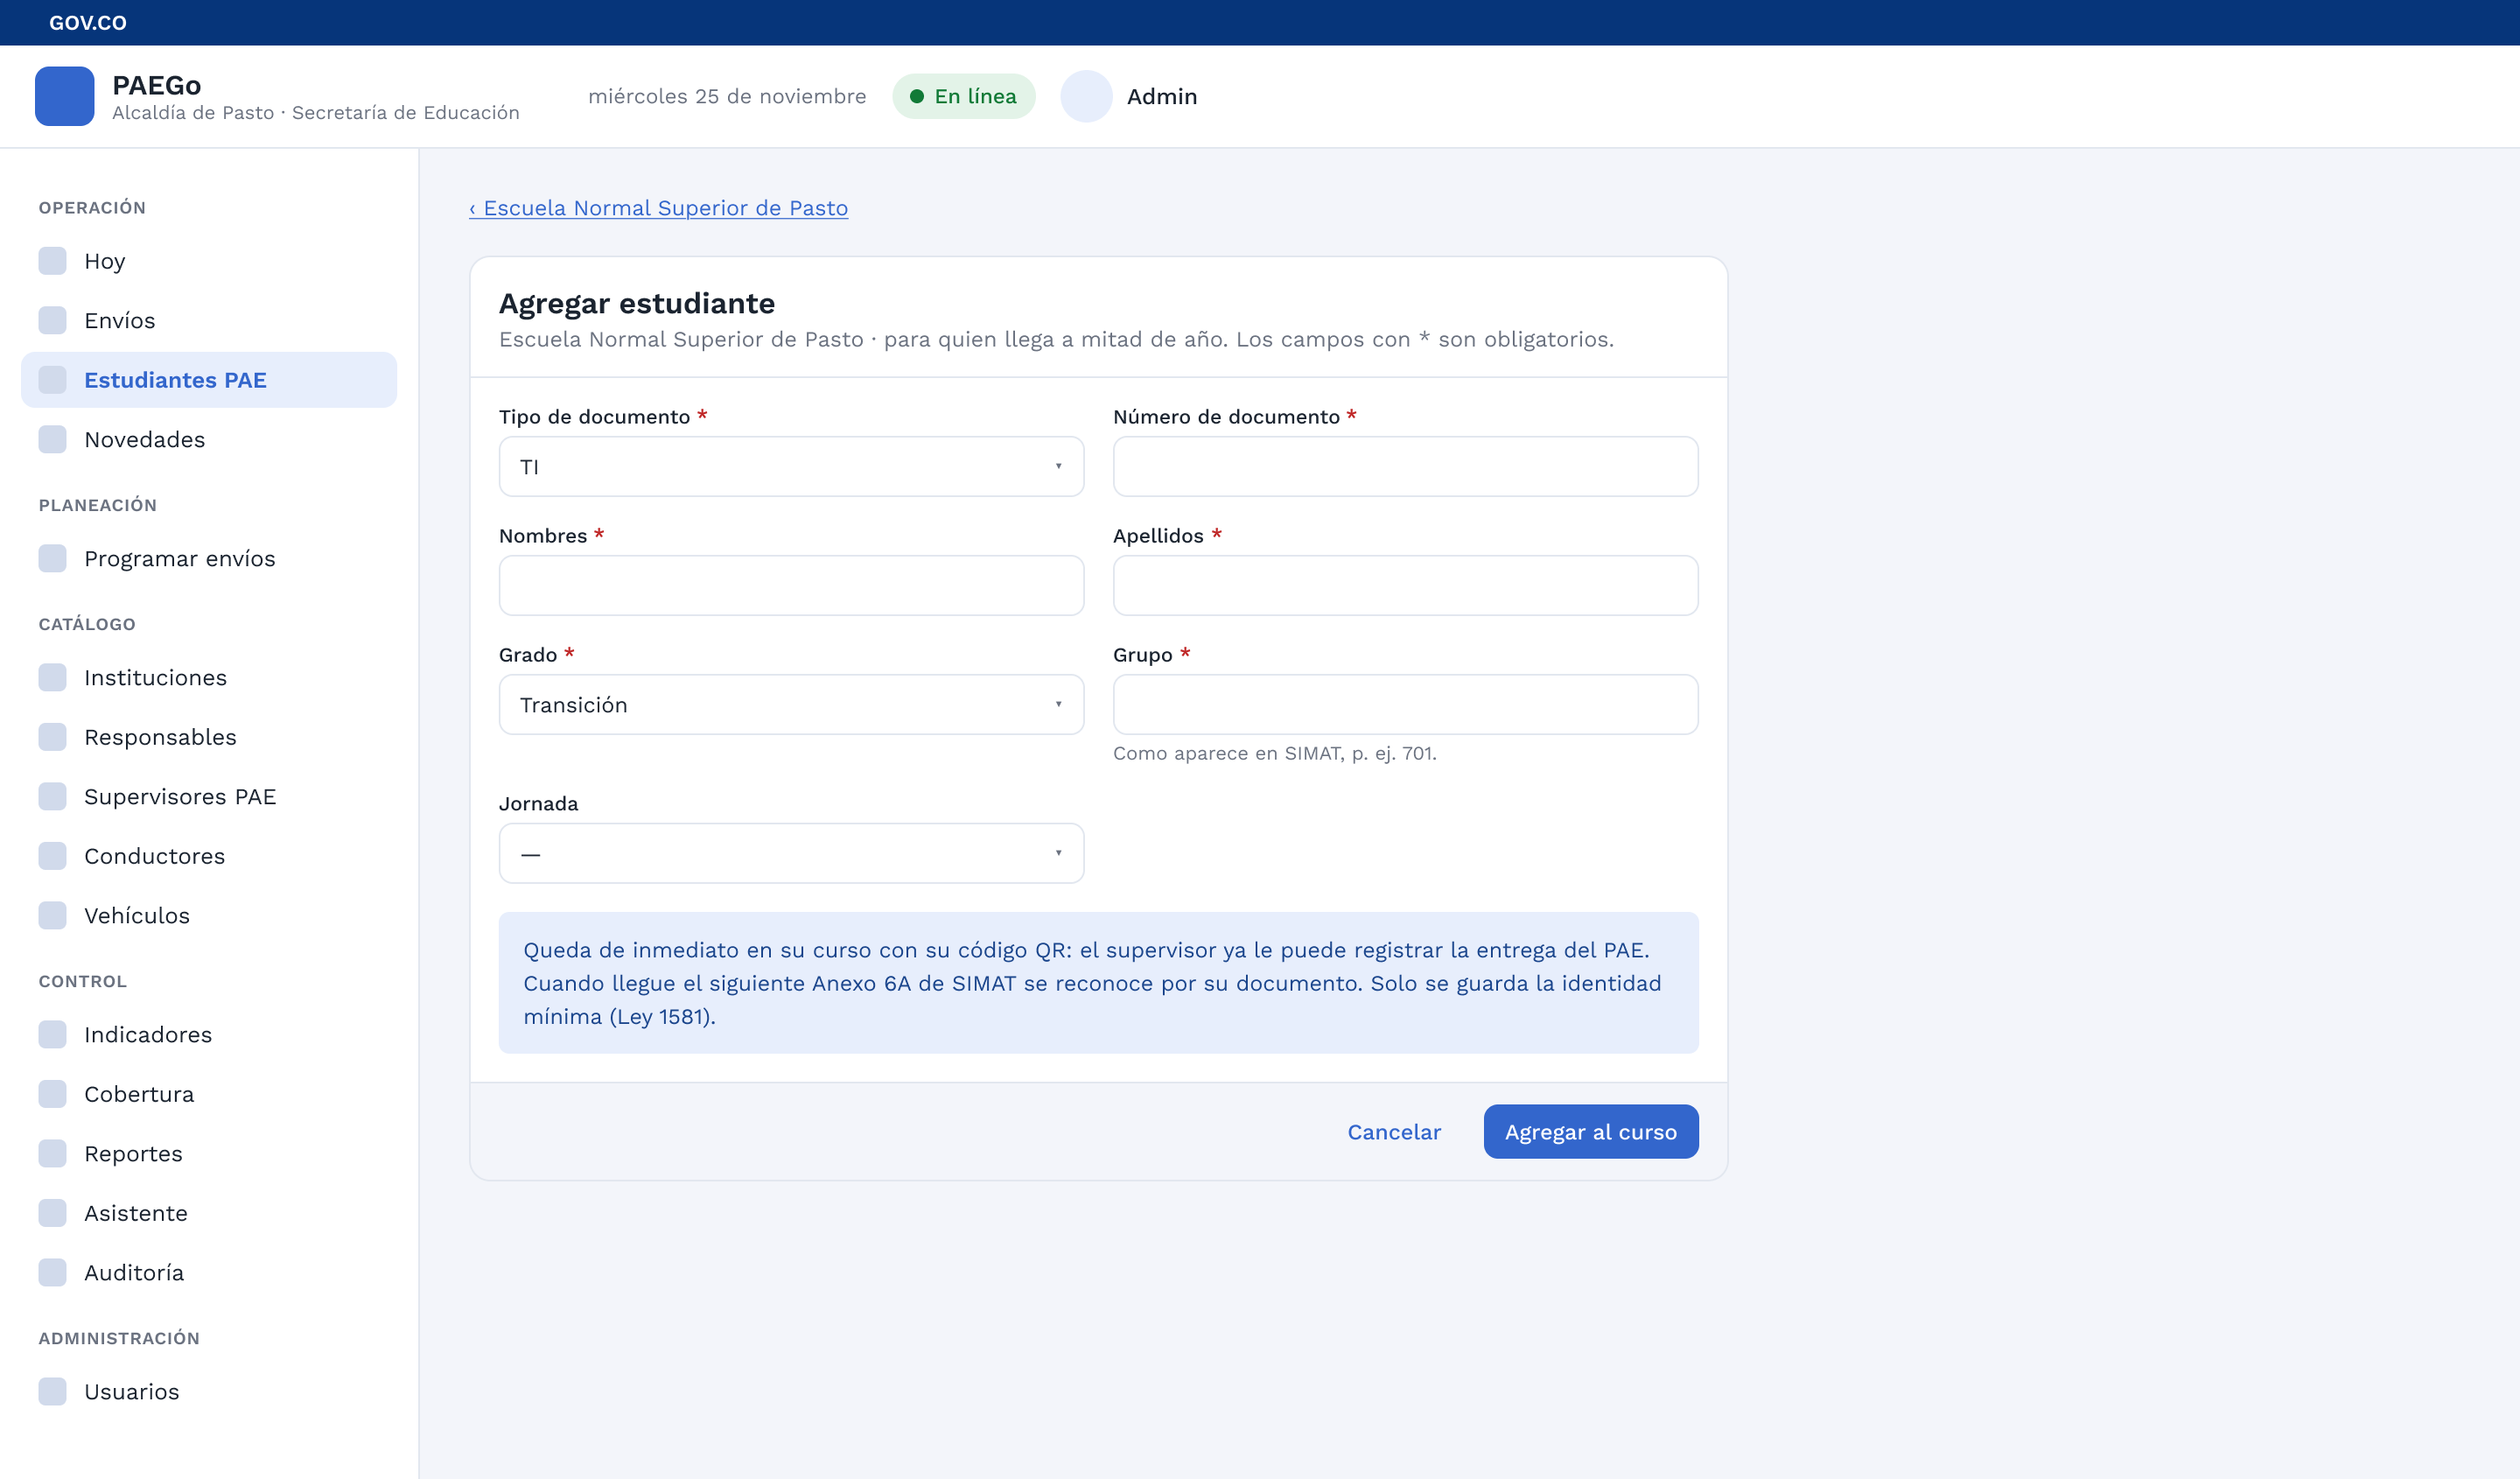 GOV.CO
PAEGo
Alcaldía de Pasto · Secretaría de Educación
miércoles 25 de noviembre
En línea
Admin
OPERACIÓN
Hoy
Envíos
Estudiantes PAE
Novedades
PLANEACIÓN
Programar envíos
CATÁLOGO
Instituciones
Responsables
Supervisores PAE
Conductores
Vehículos
CONTROL
Indicadores
Cobertura
Reportes
Asistente
Auditoría
ADMINISTRACIÓN
Usuarios
‹ Escuela Normal Superior de Pasto
Agregar estudiante
Escuela Normal Superior de Pasto · para quien llega a mitad de año. Los campos con * son obligatorios.
Tipo de documento *
TI
Número de documento *
Nombres *
Apellidos *
Grado *
Transición
Grupo *
Como aparece en SIMAT, p. ej. 701.
Jornada
—
Queda de inmediato en su curso con su código QR: el supervisor ya le puede registrar la entrega del PAE.
Cuando llegue el siguiente Anexo 6A de SIMAT se reconoce por su documento. Solo se guarda la identidad
mínima (Ley 1581).
Cancelar
Agregar al curso